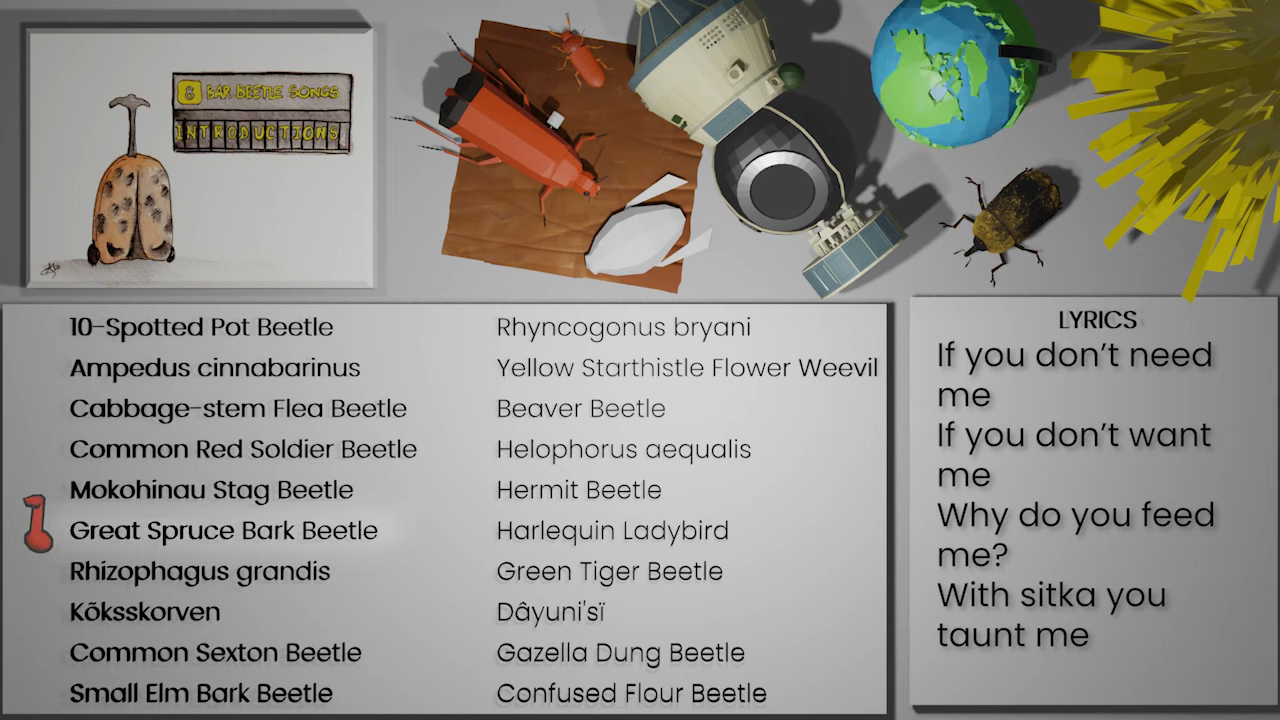 8 BAR BEETLE SONGS
INTRODUCTIONS
10-Spotted Pot Beetle
Ampedus cinnabarinus
Cabbage-stem Flea Beetle
Common Red Soldier Beetle
Mokohinau Stag Beetle
Great Spruce Bark Beetle
Rhizophagus grandis
Kõksskorven
Common Sexton Beetle
Small Elm Bark Beetle
Rhyncogonus bryani
Yellow Starthistle Flower Weevil
Beaver Beetle
Helophorus aequalis
Hermit Beetle
Harlequin Ladybird
Green Tiger Beetle
Dâyuni'sï
Gazella Dung Beetle
Confused Flour Beetle
LYRICS
If you don’t need
me
If you don’t want
me
Why do you feed
me?
With sitka you
taunt me